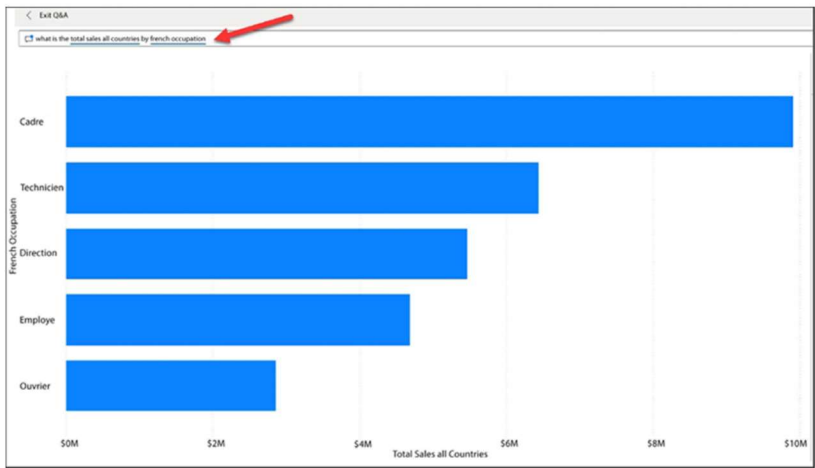 Exit Q&A
what is the total sales all countries by french occupation
Cadre
Technicien
Direction
Employe
Ouvrier
French Occupation
$0M $2M $4M $6M $8M $10M
Total Sales all Countries